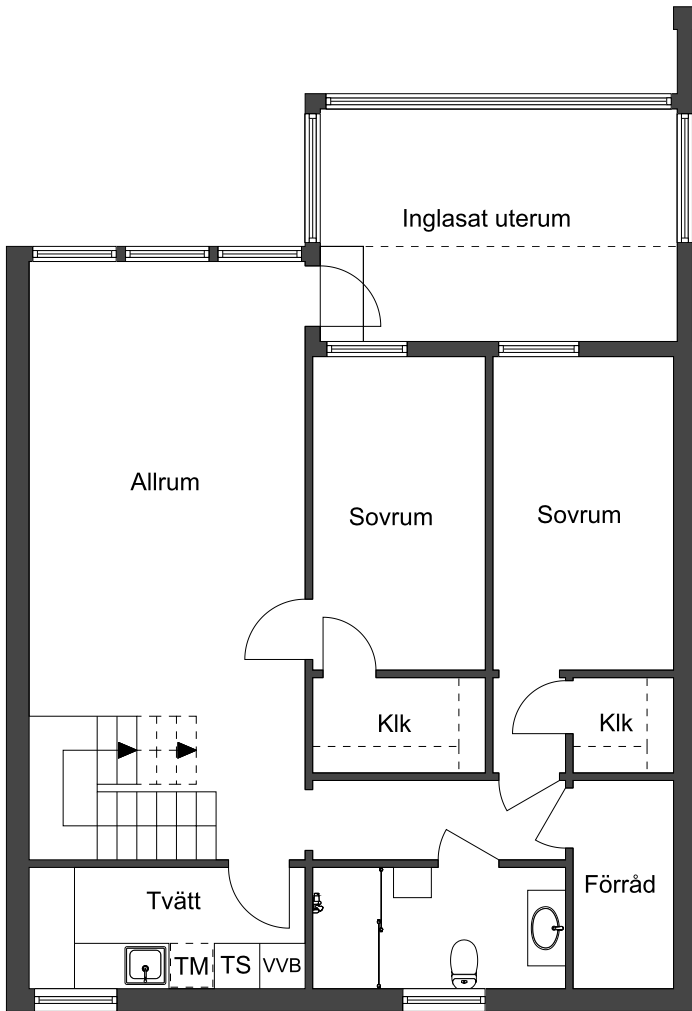 Inglasat uterum
Allrum
Sovrum
Sovrum
Klk
Klk
Tvätt
Förråd
TM
TS
VVB